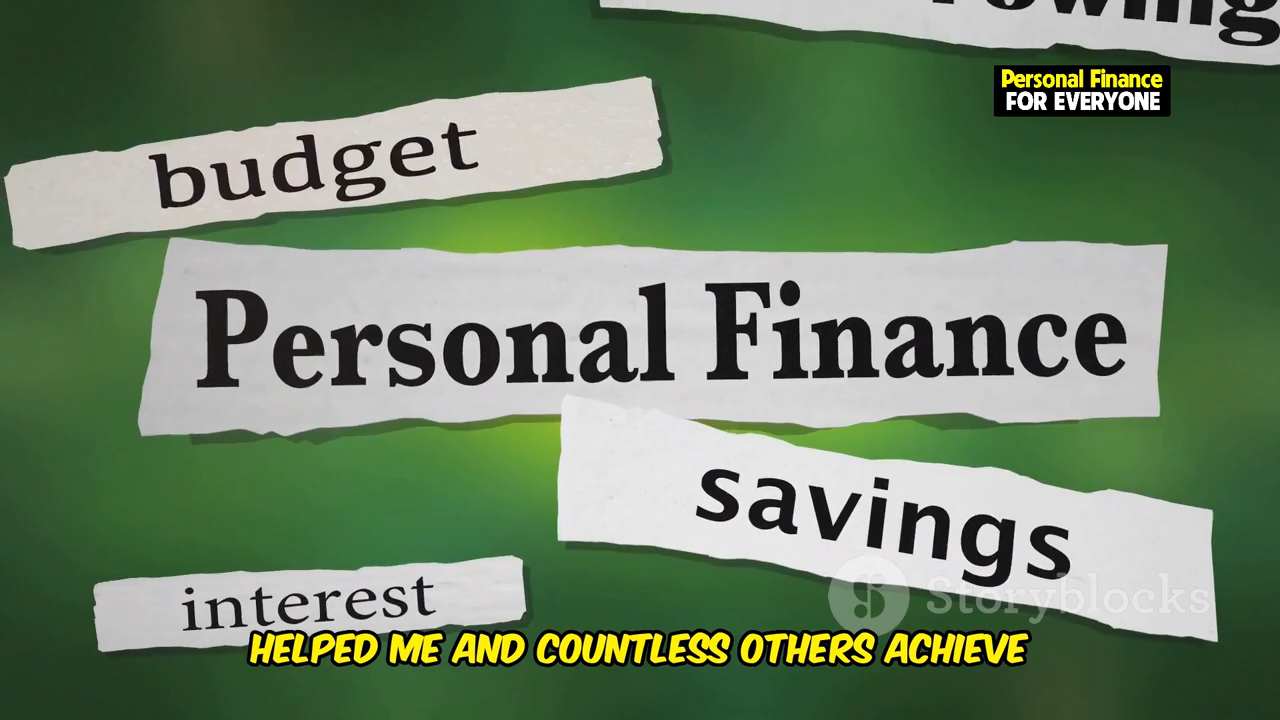 Personal Finance
FOR EVERYONE
budget
Personal Finance
savings
Storyblocks
interest
HELPED ME AND COUNTLESS OTHERS ACHIEVE